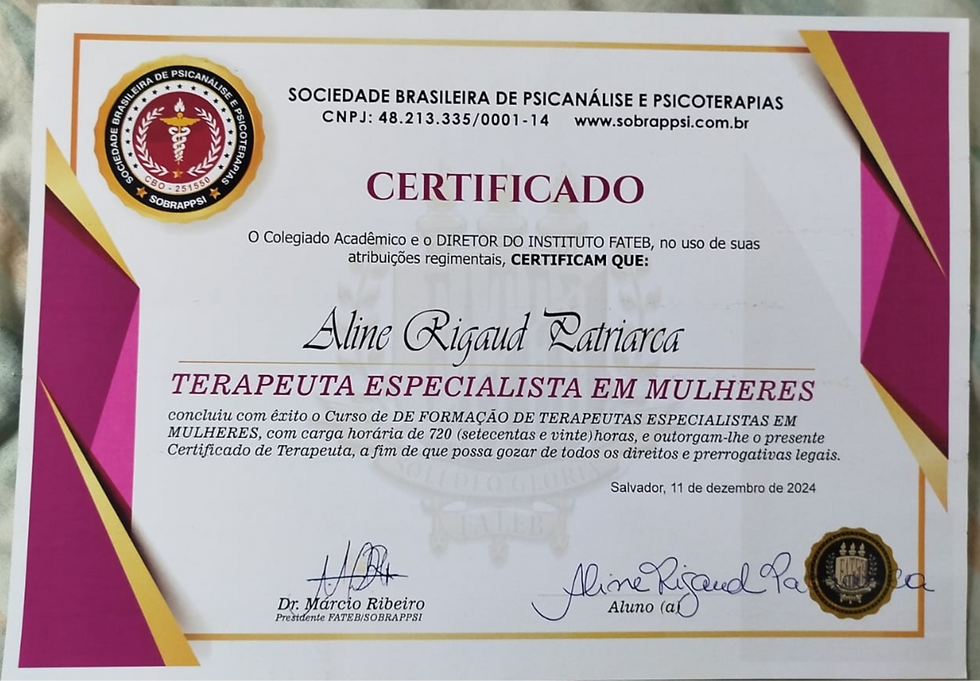 SOCIEDADE BRASILEIRA DE PSICANÁLISE E PSICOTERAPIAS
CBO - 251550
SOBRAPPSI
SOCIEDADE BRASILEIRA DE PSICANÁLISE E PSICOTERAPIAS
CNPJ: 48.213.335/0001-14 www.sobrappsi.com.br
CERTIFICADO
O Colegiado Acadêmico e o DIRETOR DO INSTITUTO FATEB, no uso de suas
atribuições regimentais, CERTIFICAM QUE:
Aline Rigaud Patriarca
TERAPEUTA ESPECIALISTA EM MULHERES
concluiu com êxito o Curso de DE FORMAÇÃO DE TERAPEUTAS ESPECIALISTAS EM
MULHERES, com carga horária de 720 (setecentas e vinte)horas, e outorgam-lhe o presente
Certificado de Terapeuta, a fim de que possa gozar de todos os direitos e prerrogativas legais.
SOLI DEO GLORIA
FATEB
Salvador, 11 de dezembro de 2024
Dr. Márcio Ribeiro
Presidente FATEB/SOBRAPPSI
Aline Rigaud Pa
Aluno (a)